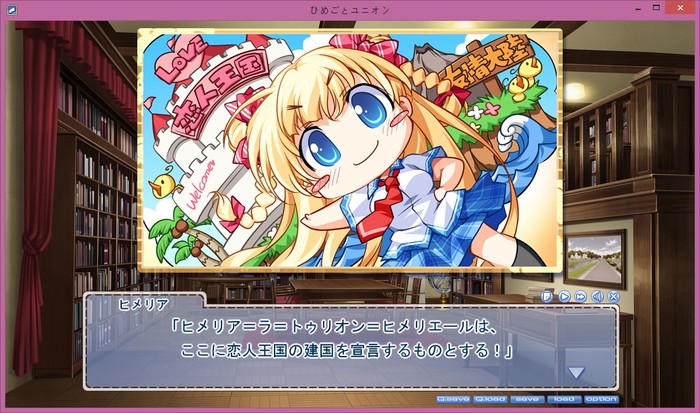 ひめごとユニオン
LOVE
恋人王国
友情大陸
Welcome♥
ヒメリア
「ヒメリア＝ラ＝トゥリオン＝ヒメリエールは、
ここに恋人王国の建国を宣言するものとする！」
Q.save Q.load save load option